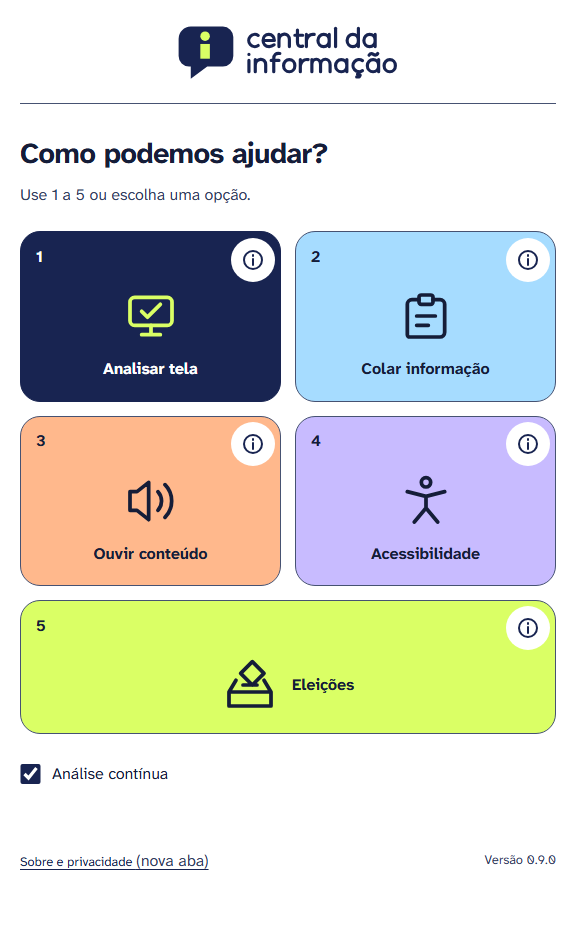 central da
informação
Como podemos ajudar?
Use 1 a 5 ou escolha uma opção.
1
Analisar tela
2
Colar informação
3
Ouvir conteúdo
4
Acessibilidade
5
Eleições
Análise contínua
Sobre e privacidade (nova aba)
Versão 0.9.0